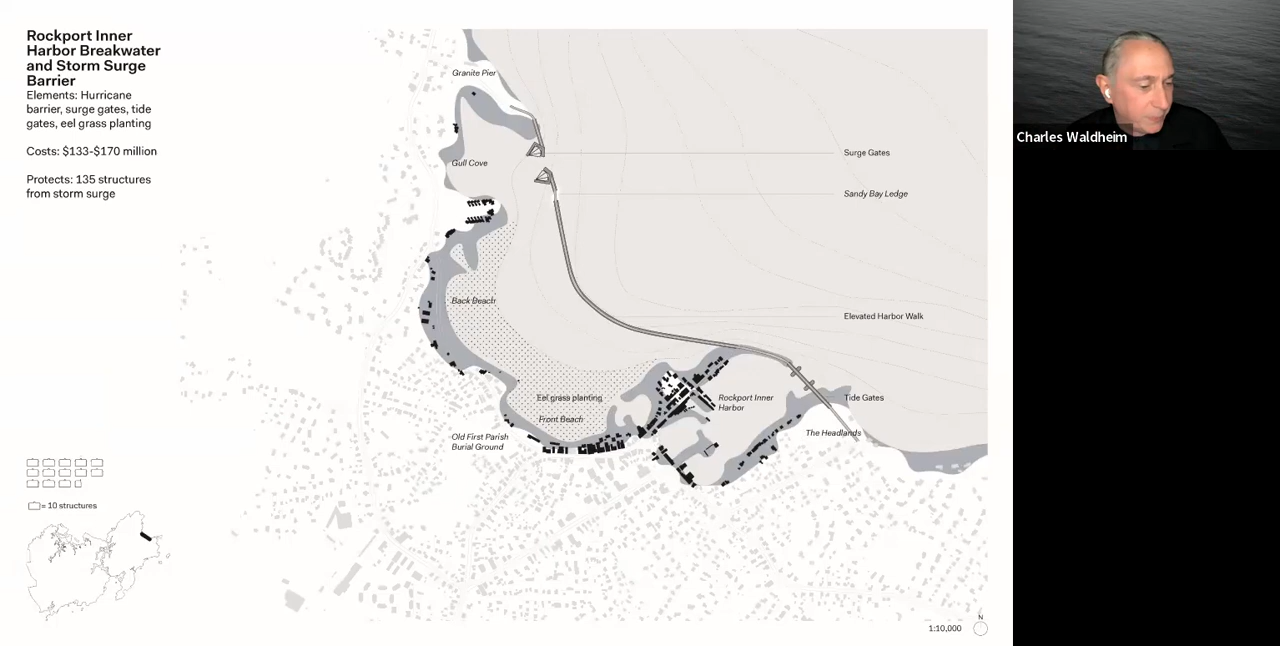 Rockport Inner
Harbor Breakwater
and Storm Surge
Barrier
Elements: Hurricane
barrier, surge gates, tide
gates, eel grass planting
Costs: $133-$170 million
Protects: 135 structures
from storm surge
Granite Pier
Gull Cove
Surge Gates
Sandy Bay Ledge
Back Beach
Elevated Harbor Walk
Eel grass planting
Front Beach
Rockport Inner
Harbor
Tide Gates
The Headlands
Old First Parish
Burial Ground
= 10 structures
1:10,000
N
Charles Waldheim